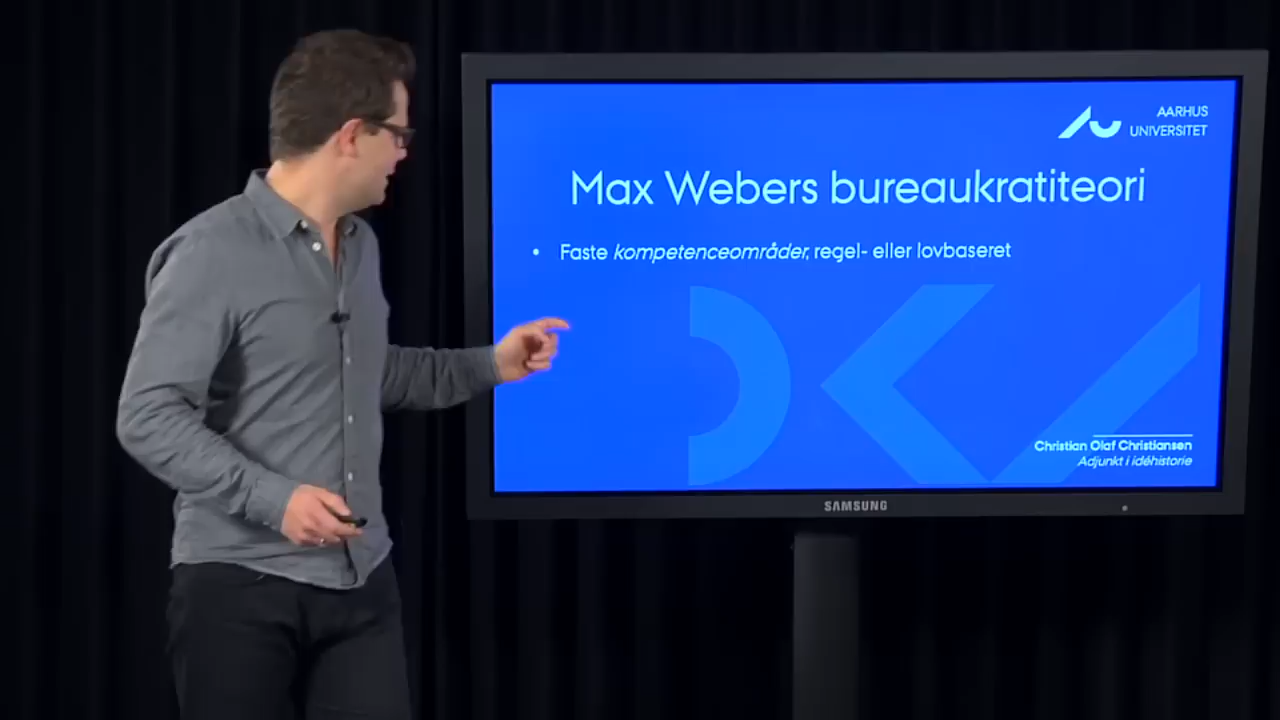 AARHUS
UNIVERSITET
Max Webers bureaukratiteori
• Faste kompetenceområder, regel- eller lovbaseret
Christian Olaf Christiansen
Adjunkt i idéhistorie
SAMSUNG